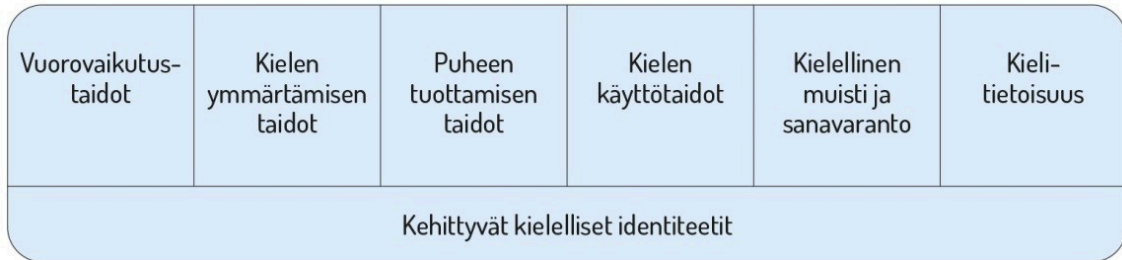 Vuorovaikutus-
taidot
Kielen
ymmärtämisen
taidot
Puheen
tuottamisen
taidot
Kielen
käyttötaidot
Kielellinen
muisti ja
sanavaranto
Kieli-
tietoisuus
Kehittyvät kielelliset identiteetit